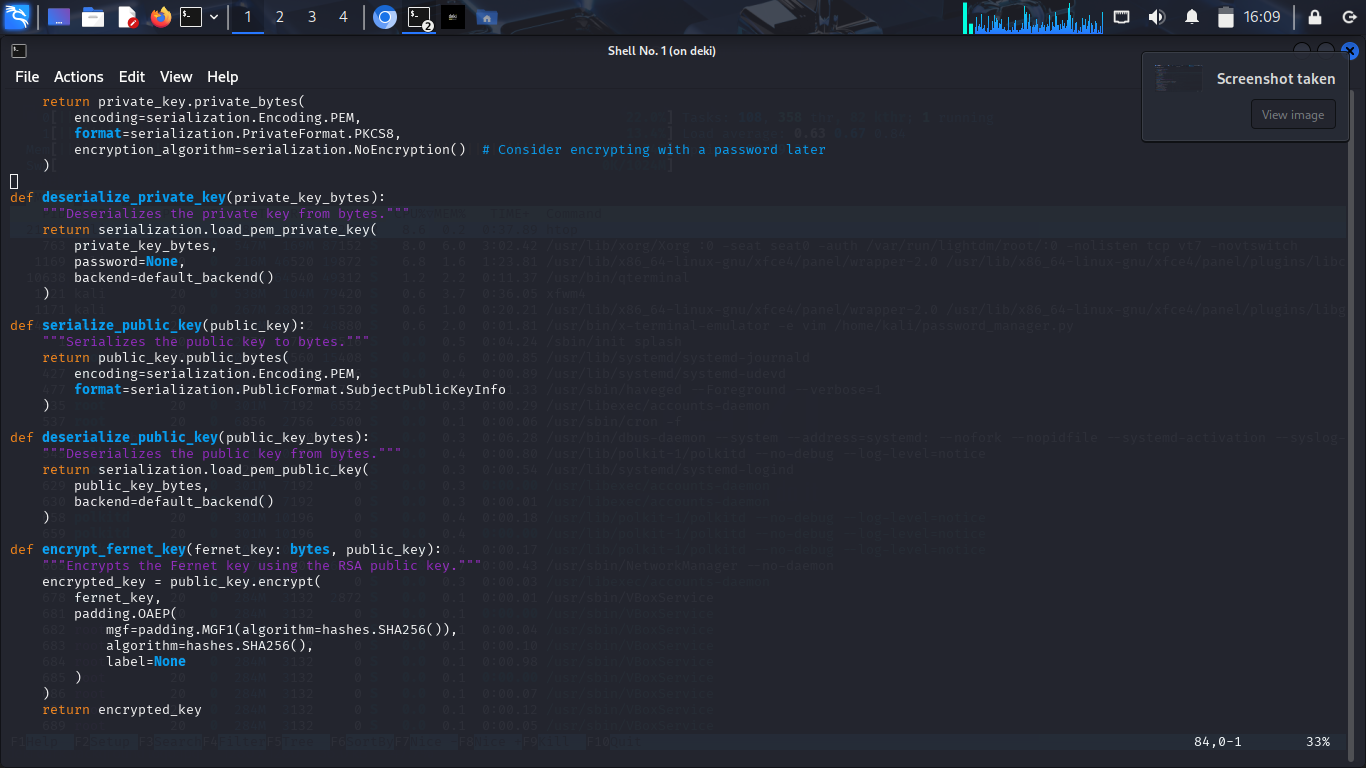 1 2 3 4 2 16:09
Shell No. 1 (on deki)
File Actions Edit View Help
Screenshot taken
View image
return private_key.private_bytes(
encoding=serialization.Encoding.PEM,
format=serialization.PrivateFormat.PKCS8,
encryption_algorithm=serialization.NoEncryption()  # Consider encrypting with a password later
)
def deserialize_private_key(private_key_bytes):
"""Deserializes the private key from bytes."""
return serialization.load_pem_private_key(
private_key_bytes,
password=None,
backend=default_backend()
)
def serialize_public_key(public_key):
"""Serializes the public key to bytes."""
return public_key.public_bytes(
encoding=serialization.Encoding.PEM,
format=serialization.PublicFormat.SubjectPublicKeyInfo
)
def deserialize_public_key(public_key_bytes):
"""Deserializes the public key from bytes."""
return serialization.load_pem_public_key(
public_key_bytes,
backend=default_backend()
)
def encrypt_fernet_key(fernet_key: bytes, public_key):
"""Encrypts the Fernet key using the RSA public key."""
encrypted_key = public_key.encrypt(
fernet_key,
padding.OAEP(
mgf=padding.MGF1(algorithm=hashes.SHA256()),
algorithm=hashes.SHA256(),
label=None
)
)
return encrypted_key
84,0-1 33%